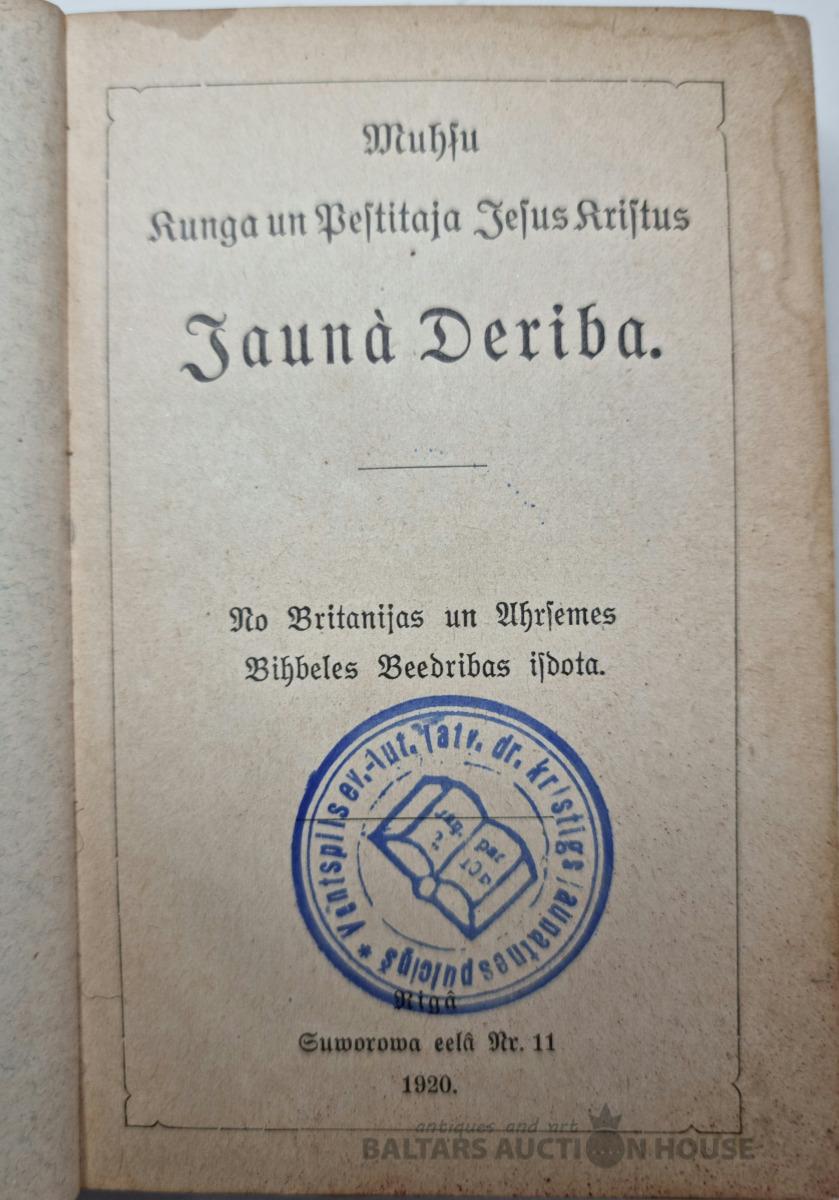 Muhſu
Kunga un Peſtitaja Jeſus Kriſtus
Jaunà Deriba.
No Britanijas un Ahrſemes
Bihbeles Beedribas iſdota.
Ventspils ev.-lut. latv. dr. kristīgs jaunatnes pulciņš *
Rigâ
Suworowa eelâ Nr. 11
1920.
antiques and art
BALTARS AUCTION HOUSE